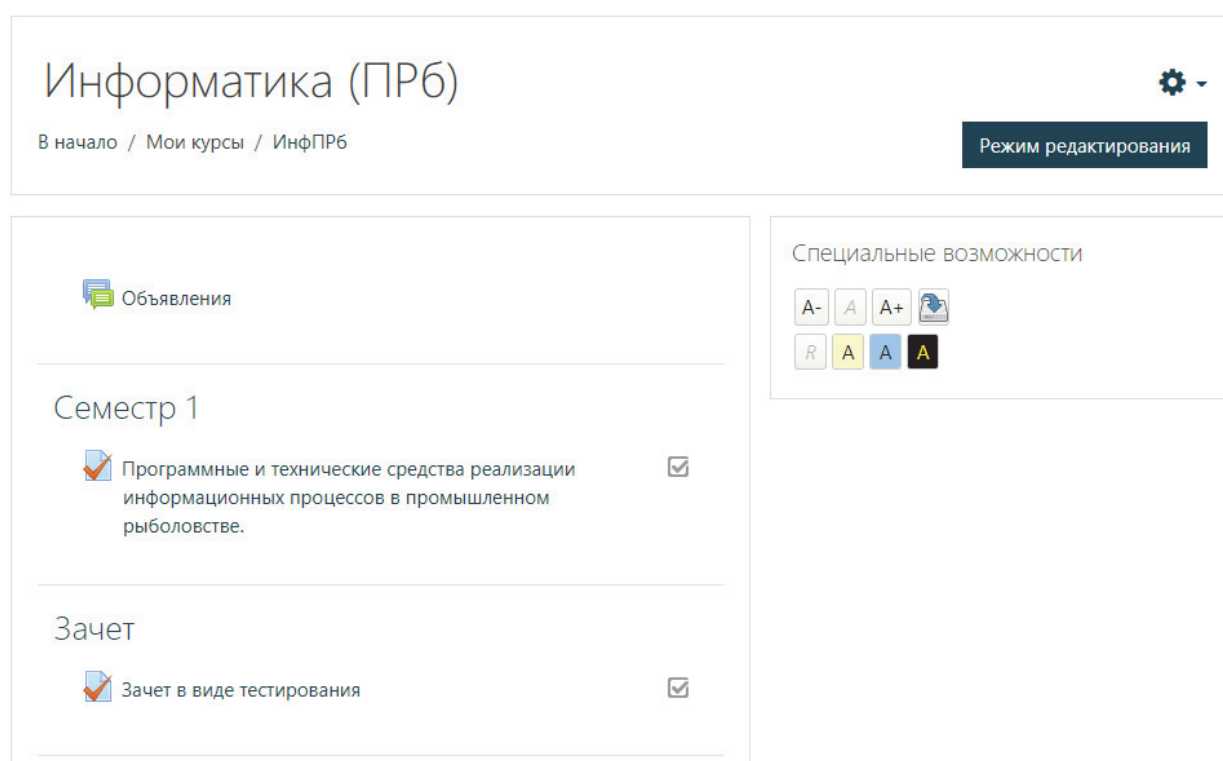 Информатика (ПРб)
В начало / Мои курсы / ИнфПРб
Режим редактирования
Объявления
Семестр 1
Программные и технические средства реализации
информационных процессов в промышленном
рыболовстве.
Зачет
Зачет в виде тестирования
Специальные возможности
A- A A+
R A A A